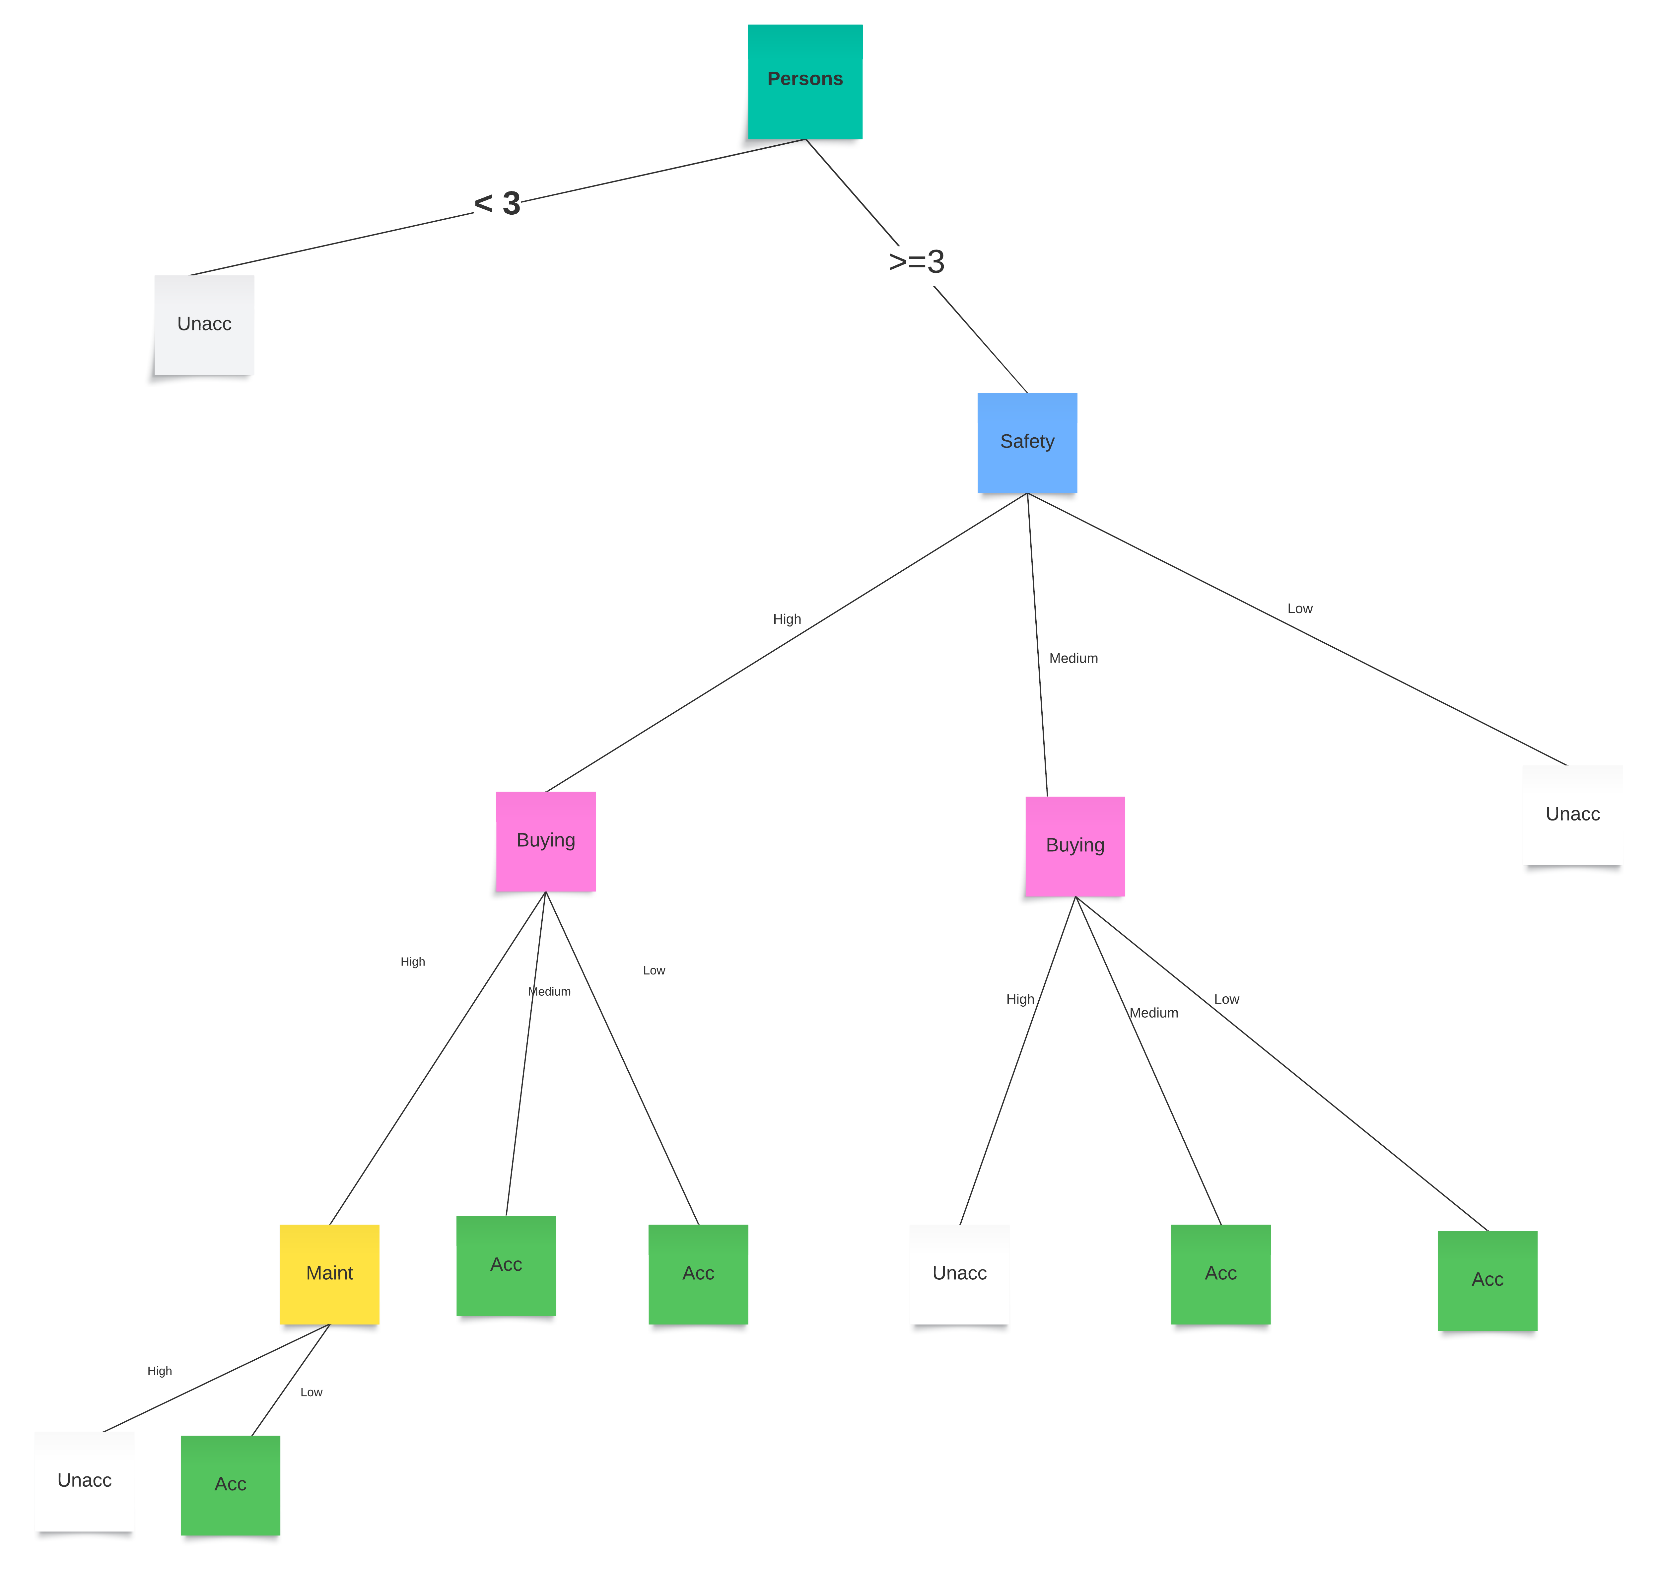 Persons
< 3
>=3
Unacc
Safety
High
Medium
Low
Buying
Buying
Unacc
High
Medium
Low
High
Medium
Low
Maint
Acc
Acc
Unacc
Acc
Acc
High
Low
Unacc
Acc